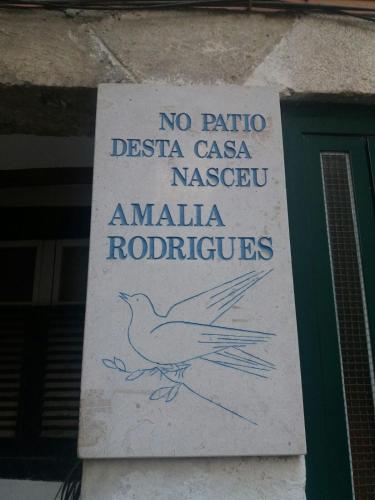 NO PATIO
DESTA CASA
NASCEU
AMALIA
RODRIGUES